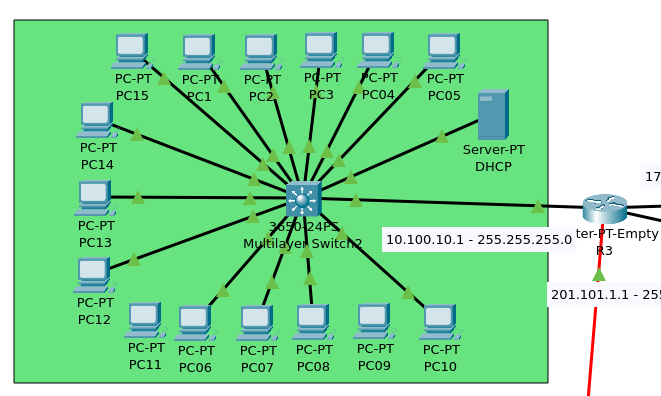 PC-PT
PC15
PC-PT
PC1
PC-PT
PC2
PC-PT
PC3
PC-PT
PC04
PC-PT
PC05
PC-PT
PC14
Server-PT
DHCP
17
PC-PT
PC13
3650-24PS
Multilayer Switch2
10.100.10.1 - 255.255.255.0
ter-PT-Empty
R3
PC-PT
PC12
201.101.1.1 - 255
PC-PT
PC11
PC-PT
PC06
PC-PT
PC07
PC-PT
PC08
PC-PT
PC09
PC-PT
PC10